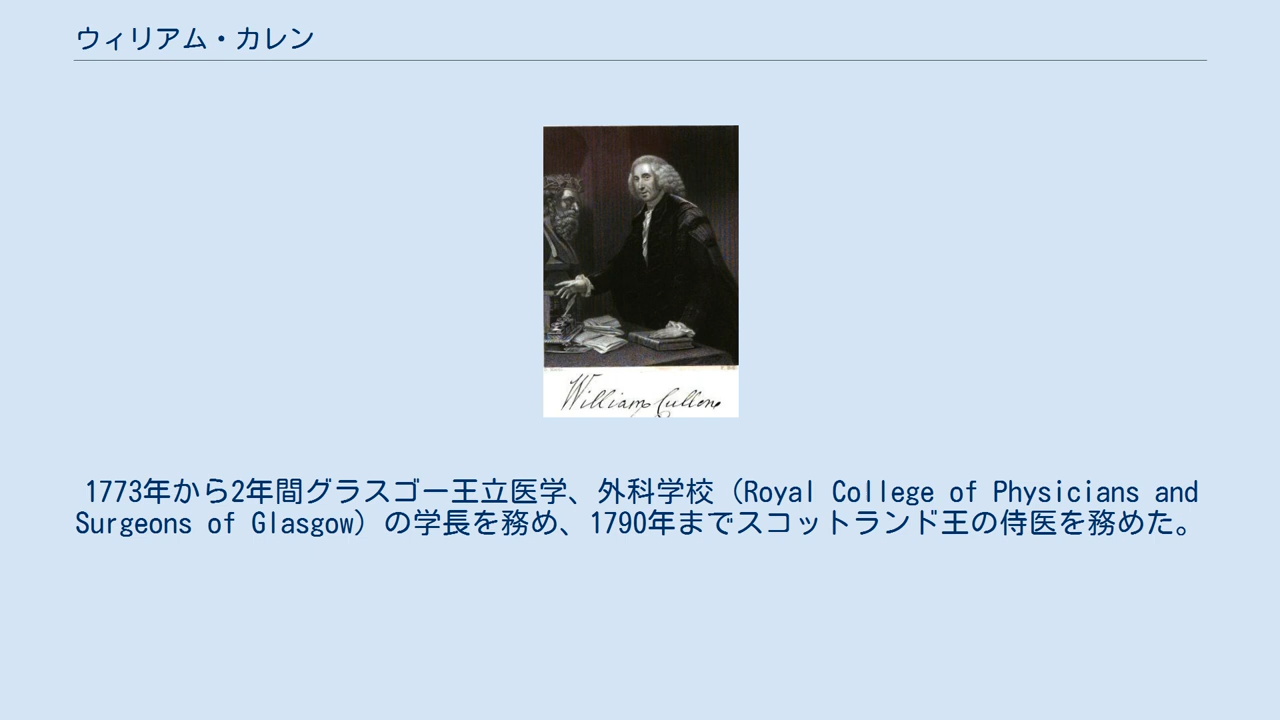 ウィリアム・カレン
William Cullene
1773年から2年間グラスゴー王立医学、外科学校（Royal College of Physicians and
Surgeons of Glasgow）の学長を務め、1790年までスコットランド王の侍医を務めた。